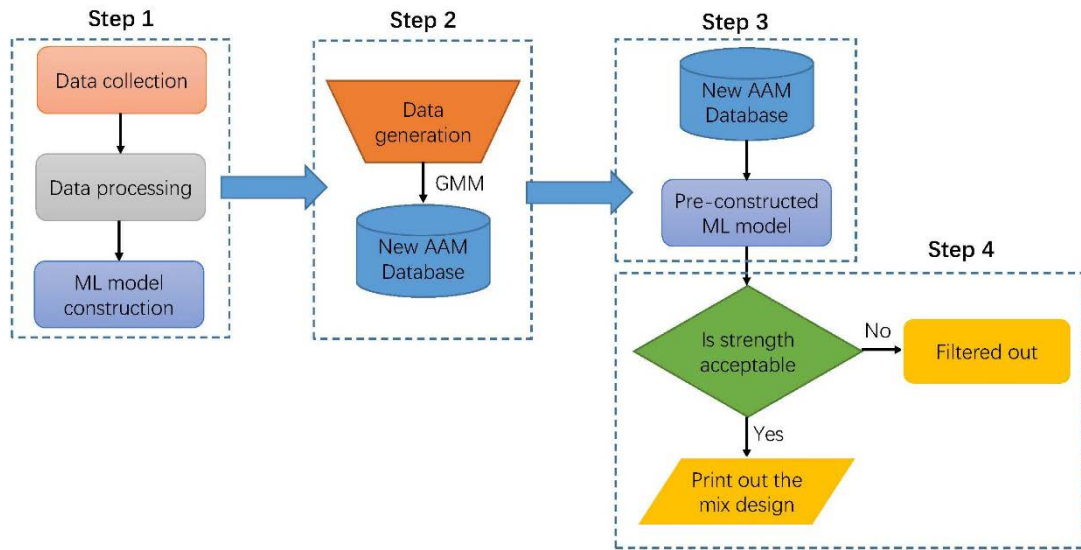 Step 1
Data collection
Data processing
ML model
construction
Step 2
Data
generation
GMM
New AAM
Database
Step 3
New AAM
Database
Pre-constructed
ML model
Step 4
Is strength
acceptable
No
Filtered out
Yes
Print out the
mix design